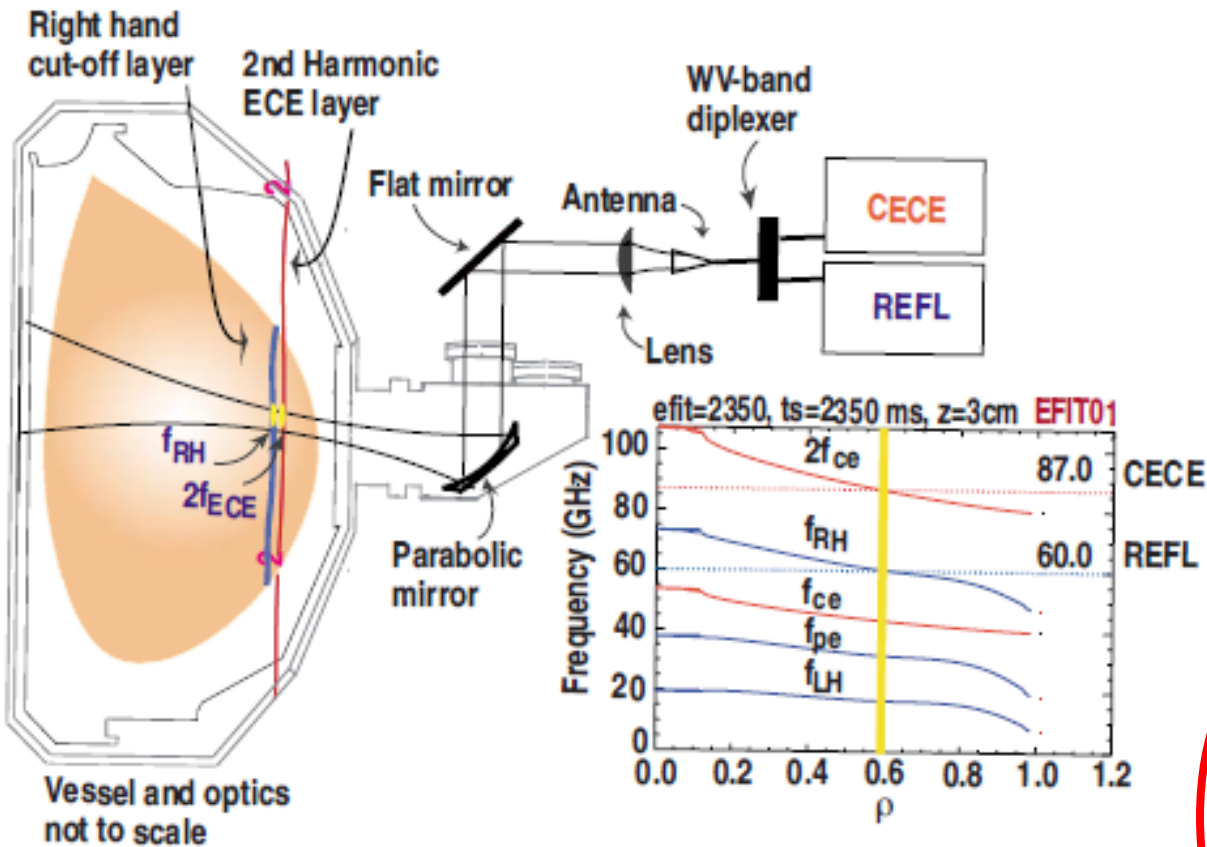 Right hand
cut-off layer
2nd Harmonic
ECE layer
WV-band
diplexer
Flat mirror
Antenna
CECE
REFL
Lens
2
fRH
2fECE
2
Parabolic
mirror
Vessel and optics
not to scale
efit=2350, ts=2350 ms, z=3cm EFIT01
Frequency (GHz)
100
80
60
40
20
0
2fce
87.0 CECE
fRH
60.0 REFL
fce
fpe
fLH
0.0 0.2 0.4 0.6 0.8 1.0 1.2
ρ